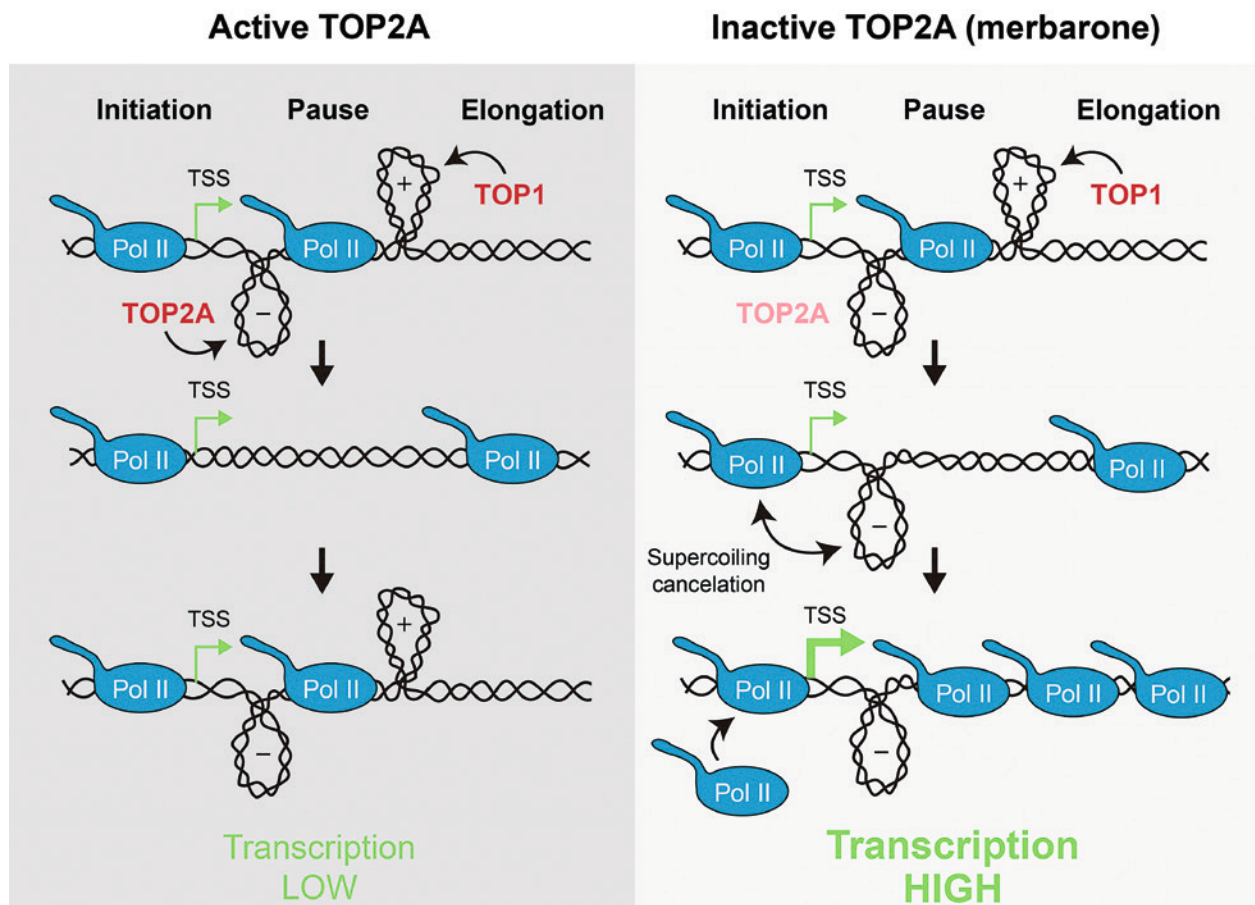 Active TOP2A
Initiation Pause Elongation
TSS
+
TOP1
Pol II Pol II
TOP2A
−
TSS
Pol II Pol II
TSS
+
Pol II Pol II
−
Transcription
LOW
Inactive TOP2A (merbarone)
Initiation Pause Elongation
TSS
+
TOP1
Pol II Pol II
TOP2A
−
TSS
Pol II Pol II
−
Supercoiling
cancelation
TSS
Pol II Pol II Pol II Pol II
−
Pol II
Transcription
HIGH